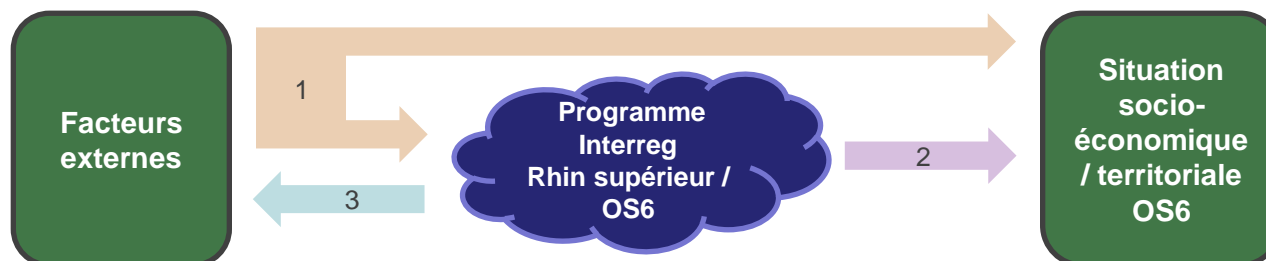 Facteurs
externes
1
3
Programme
Interreg
Rhin supérieur /
OS6
2
Situation
socio-
économique
/ territoriale
OS6